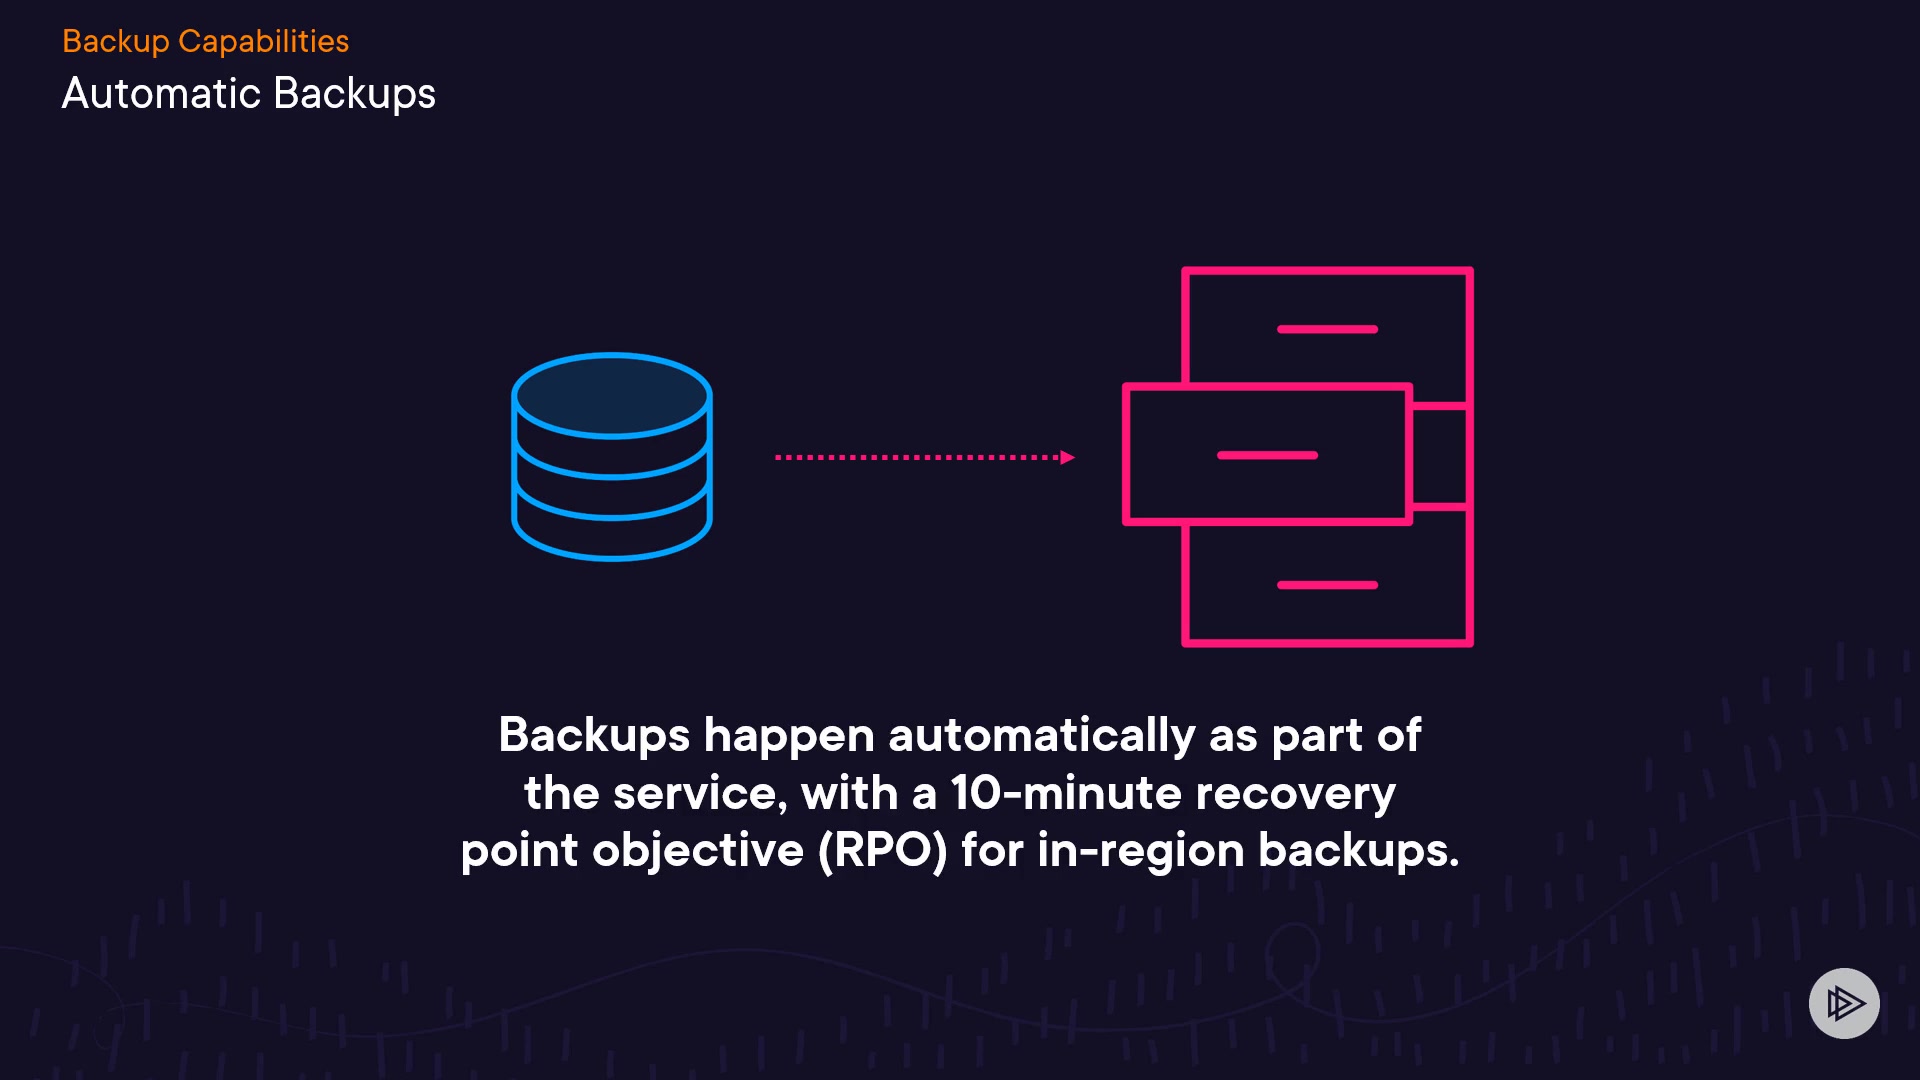 Backup Capabilities
Automatic Backups
Backups happen automatically as part of
the service, with a 10-minute recovery
point objective (RPO) for in-region backups.